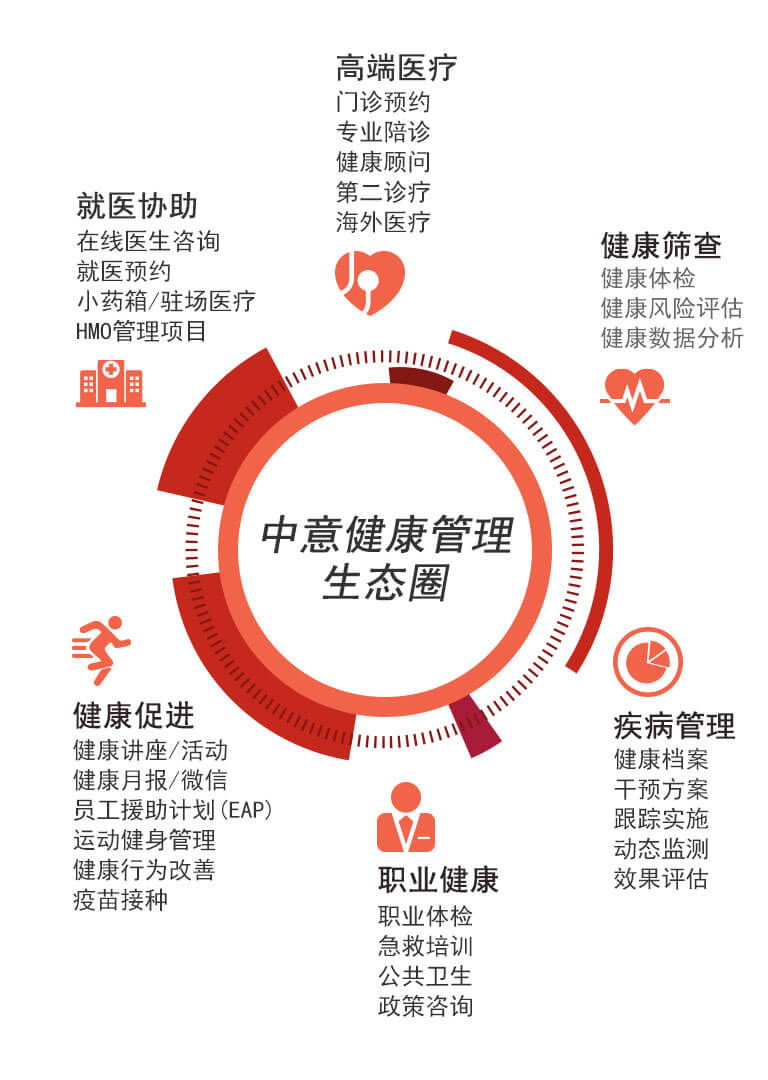 高端医疗
门诊预约
专业陪诊
健康顾问
第二诊疗
海外医疗
就医协助
在线医生咨询
就医预约
小药箱/驻场医疗
HMO管理项目
健康筛查
健康体检
健康风险评估
健康数据分析
中意健康管理
生态圈
健康促进
健康讲座/活动
健康月报/微信
员工援助计划(EAP)
运动健身管理
健康行为改善
疫苗接种
疾病管理
健康档案
干预方案
跟踪实施
动态监测
效果评估
职业健康
职业体检
急救培训
公共卫生
政策咨询